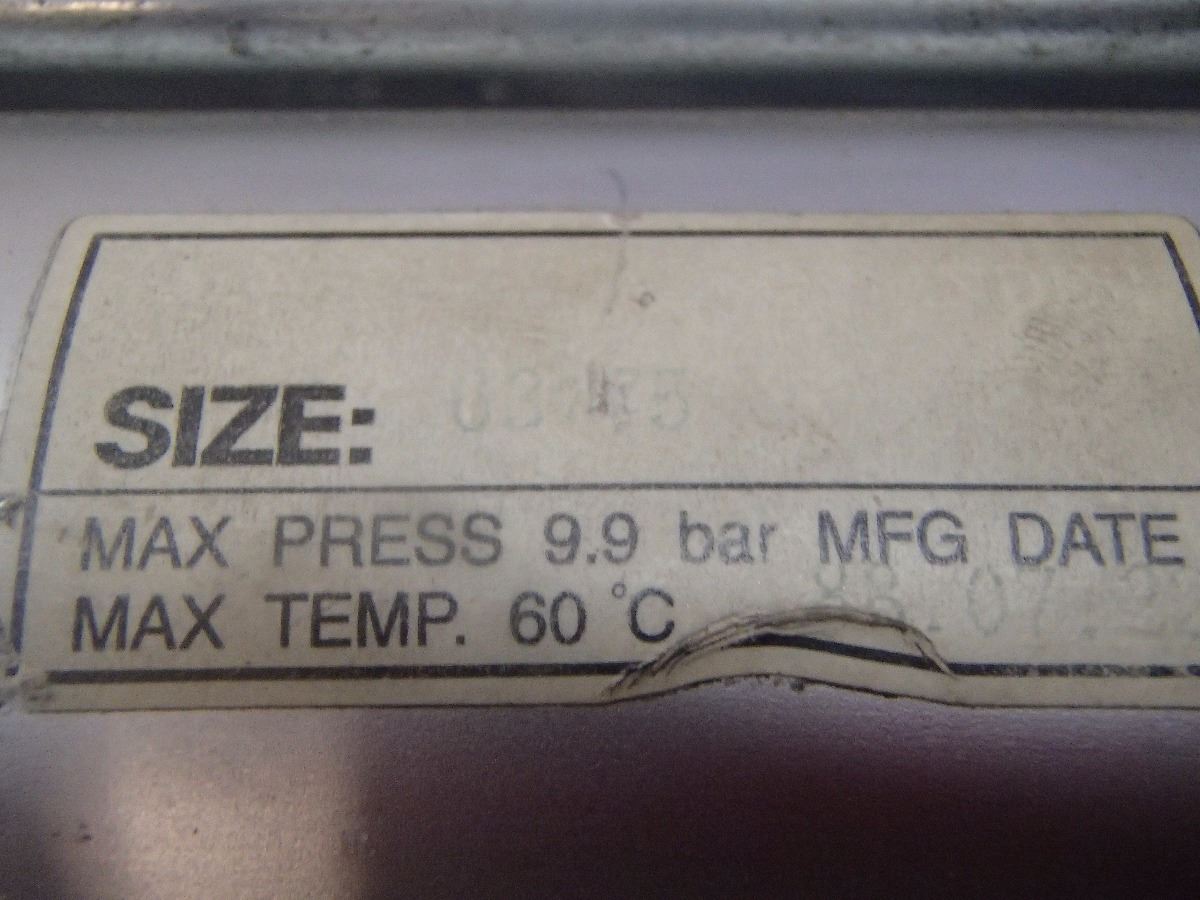 SIZE:
MAX PRESS 9.9 bar MFG DATE
MAX TEMP. 60 °C